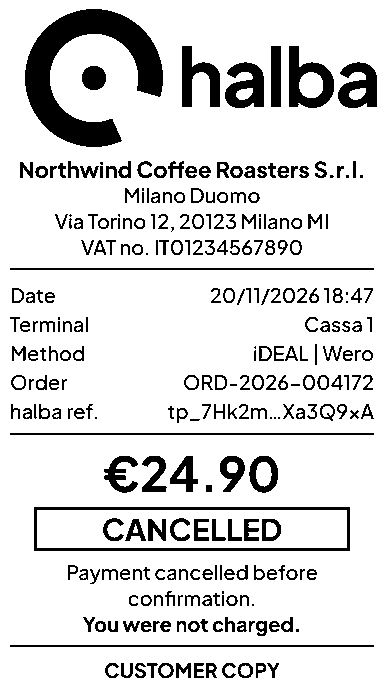 halba
Northwind Coffee Roasters S.r.l.
Milano Duomo
Via Torino 12, 20123 Milano MI
VAT no. IT01234567890
Date 20/11/2026 18:47
Terminal Cassa 1
Method iDEAL | Wero
Order ORD-2026-004172
halba ref. tp_7Hk2m…Xa3Q9xA
€24.90
CANCELLED
Payment cancelled before
confirmation.
You were not charged.
CUSTOMER COPY